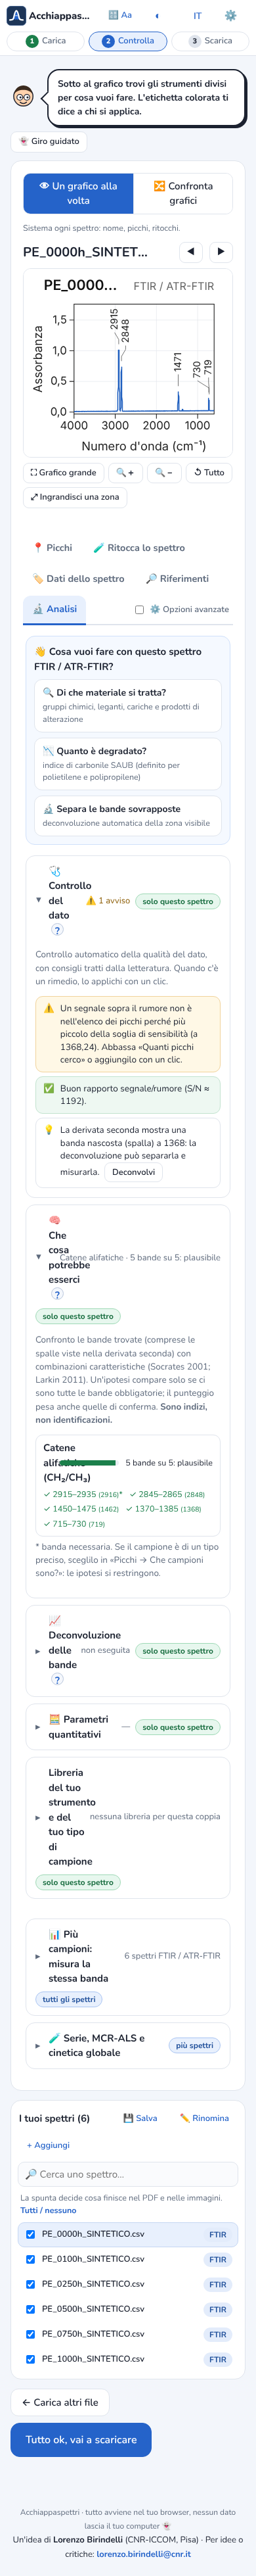 Acchiappas...
🔠 Aa
IT
1 Carica
2 Controlla
3 Scarica
Sotto al grafico trovi gli strumenti divisi
per cosa vuoi fare. L'etichetta colorata ti
dice a chi si applica.
👻 Giro guidato
👁 Un grafico alla
volta
🔀 Confronta
grafici
Sistema ogni spettro: nome, picchi, ritocchi.
PE_0000h_SINTET...
◀
▶
PE_0000...
FTIR / ATR-FTIR
2915
2848
1471
730
719
1,5
1,0
0,5
0,0
4000 3000 2000 1000
Assorbanza
Numero d'onda (cm⁻¹)
⛶ Grafico grande
🔍 +
🔍 −
↺ Tutto
⤢ Ingrandisci una zona
📍 Picchi
🧪 Ritocca lo spettro
🏷️ Dati dello spettro
🔎 Riferimenti
🔬 Analisi
⚙️ Opzioni avanzate
👋 Cosa vuoi fare con questo spettro
FTIR / ATR-FTIR?
🔍 Di che materiale si tratta?
gruppi chimici, leganti, cariche e prodotti di
alterazione
📉 Quanto è degradato?
indice di carbonile SAUB (definito per
polietilene e polipropilene)
🔬 Separa le bande sovrapposte
deconvoluzione automatica della zona visibile
▾
🩺
Controllo
del
dato
?
⚠️ 1 avviso
solo questo spettro
Controllo automatico della qualità del dato,
con consigli tratti dalla letteratura. Quando c'è
un rimedio, lo applichi con un clic.
⚠️ Un segnale sopra il rumore non è
nell'elenco dei picchi perché più
piccolo della soglia di sensibilità (a
1368,24). Abbassa «Quanti picchi
cerco» o aggiungilo con un clic.
✅ Buon rapporto segnale/rumore (S/N ≈
1192).
💡 La derivata seconda mostra una
banda nascosta (spalla) a 1368: la
deconvoluzione può separarla e
misurarla. Deconvolvi
▾
🧠
Che
cosa
potrebbe
esserci
?
Catene alifatiche · 5 bande su 5: plausibile
solo questo spettro
Confronto le bande trovate (comprese le
spalle viste nella derivata seconda) con
combinazioni caratteristiche (Socrates 2001;
Larkin 2011). Un'ipotesi compare solo se ci
sono tutte le bande obbligatorie; il punteggio
pesa anche quelle di conferma. Sono indizi,
non identificazioni.
Catene
alifatiche
(CH₂/CH₃)
5 bande su 5: plausibile
✓ 2915–2935 (2916)* ✓ 2845–2865 (2848)
✓ 1450–1475 (1462) ✓ 1370–1385 (1368)
✓ 715–730 (719)
* banda necessaria. Se il campione è di un tipo
preciso, sceglilo in «Picchi → Che campioni
sono?»: le ipotesi si restringono.
▸
📈
Deconvoluzione
delle
bande
?
non eseguita
solo questo spettro
▸
🧮 Parametri
quantitativi
—
solo questo spettro
▸
Libreria
del tuo
strumento
e del
tuo tipo
di
campione
nessuna libreria per questa coppia
solo questo spettro
▸
📊 Più
campioni:
misura la
stessa banda
6 spettri FTIR / ATR-FTIR
tutti gli spettri
▸
🧪 Serie, MCR-ALS e
cinetica globale
più spettri
I tuoi spettri (6)
💾 Salva
✏️ Rinomina
+ Aggiungi
🔎 Cerca uno spettro...
La spunta decide cosa finisce nel PDF e nelle immagini.
Tutti / nessuno
PE_0000h_SINTETICO.csv FTIR
PE_0100h_SINTETICO.csv FTIR
PE_0250h_SINTETICO.csv FTIR
PE_0500h_SINTETICO.csv FTIR
PE_0750h_SINTETICO.csv FTIR
PE_1000h_SINTETICO.csv FTIR
← Carica altri file
Tutto ok, vai a scaricare
Acchiappaspettri · tutto avviene nel tuo browser, nessun dato
lascia il tuo computer 👻
Un'idea di Lorenzo Birindelli (CNR-ICCOM, Pisa) · Per idee o
critiche: lorenzo.birindelli@cnr.it